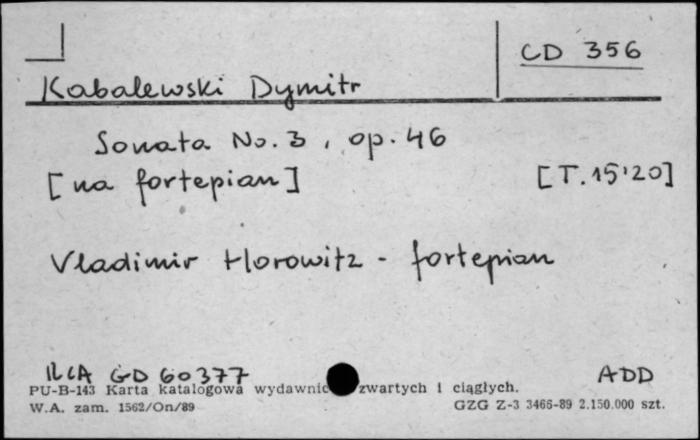 CD 356
Kabalewski Dymitr
Sonata No. 3, op. 46
[na fortepian] [T. 15'20]
Vladimir Horowitz - fortepian
GD 60377 ADD
PU-B-143 Karta katalogowa wydawnic zwartych i ciągłych.
W.A. zam. 1562/On/89 GZG Z-3 3466-89 2.150.000 szt.